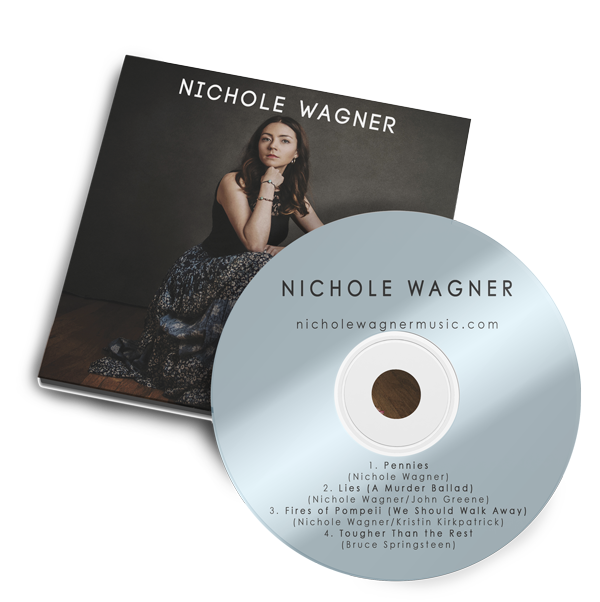 NICHOLE WAGNER
NICHOLE WAGNER
nicholewagnermusic.com
1. Pennies
(Nichole Wagner)
2. Lies (A Murder Ballad)
(Nichole Wagner/John Greene)
3. Fires of Pompeii (We Should Walk Away)
(Nichole Wagner/Kristin Kirkpatrick)
4. Tougher Than the Rest
(Bruce Springsteen)